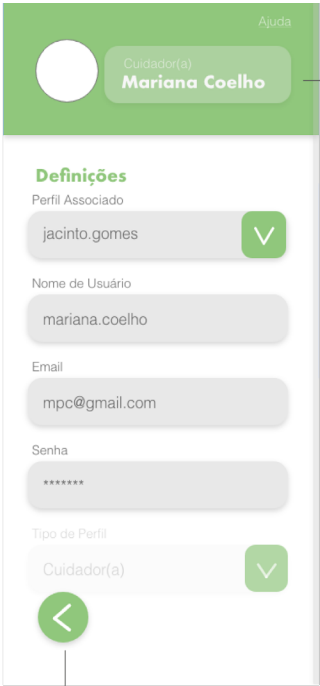 Ajuda
Cuidador(a)
Mariana Coelho
Definições
Perfil Associado
jacinto.gomes
Nome de Usuário
mariana.coelho
Email
mpc@gmail.com
Senha
*******
Tipo de Perfil
Cuidador(a)